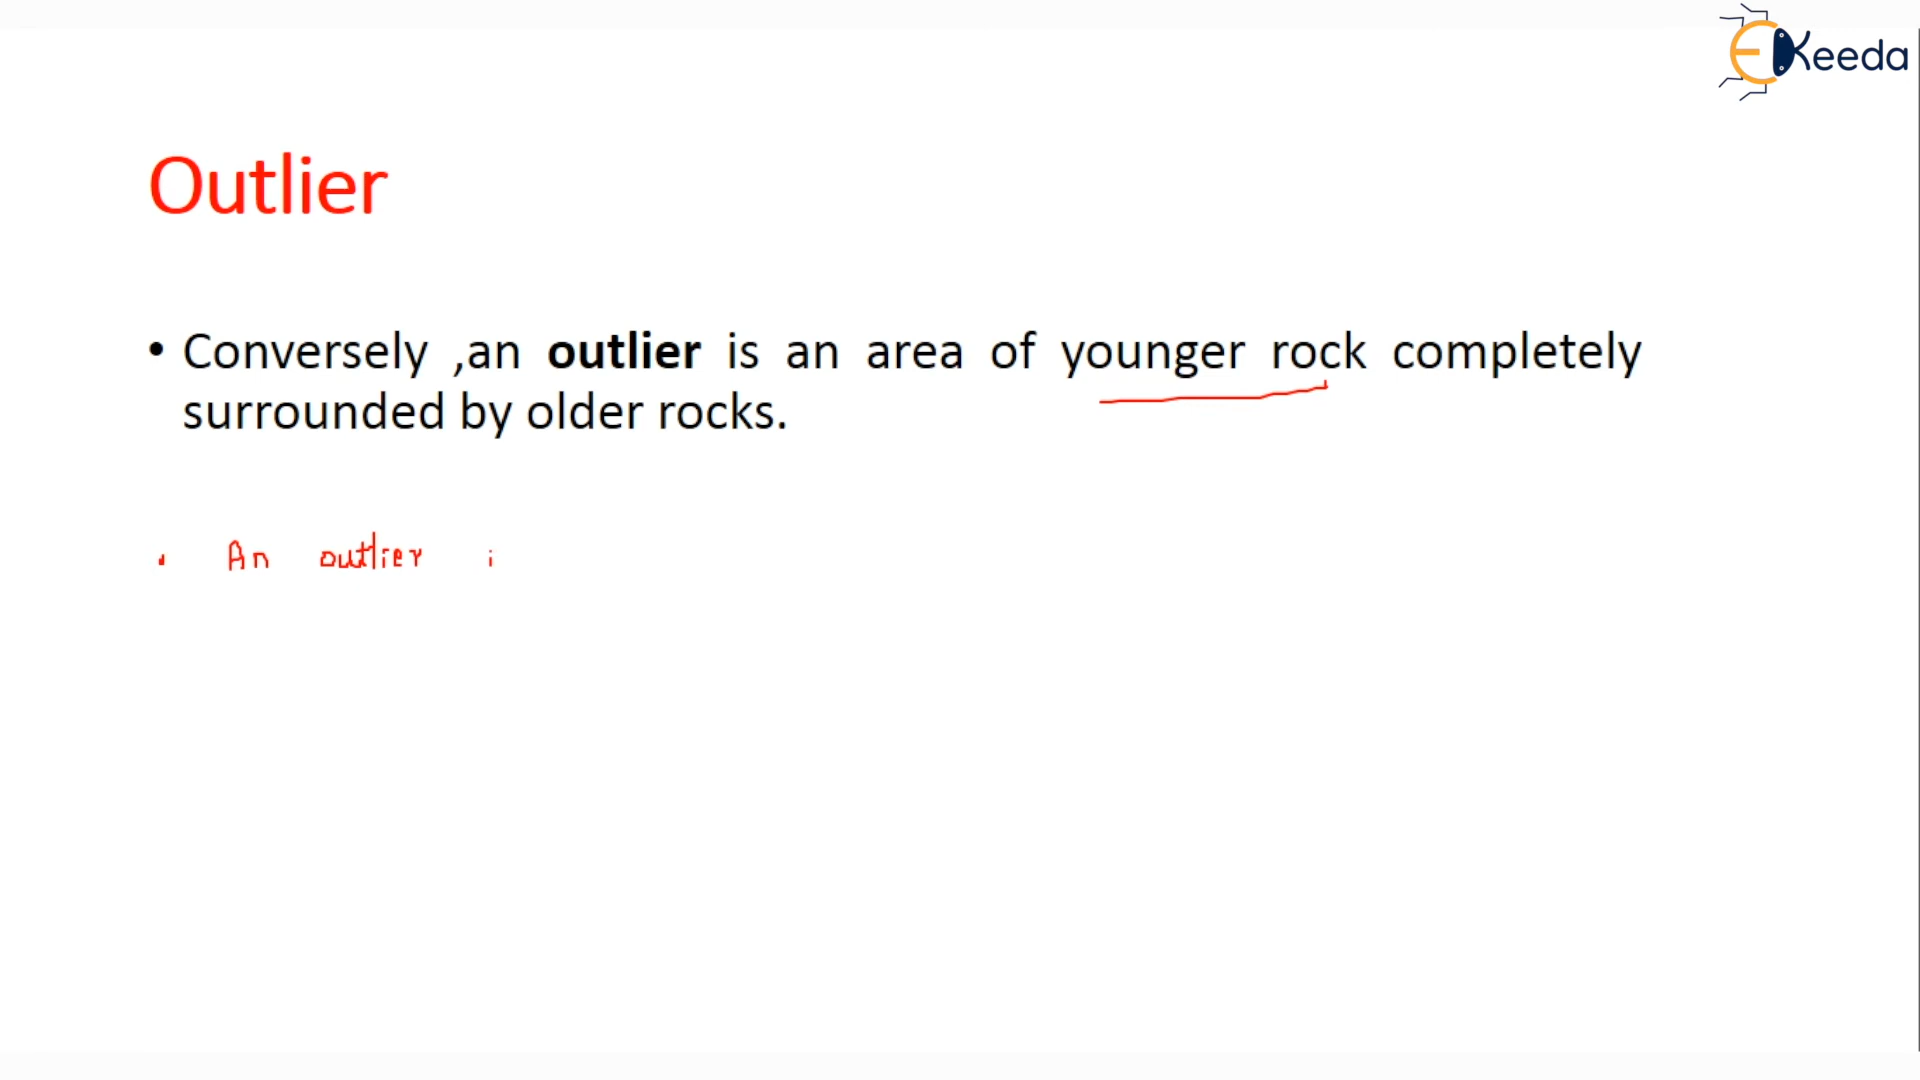 EKeeda
Outlier
• Conversely ,an outlier is an area of younger rock completely
surrounded by older rocks.
• An outlier i